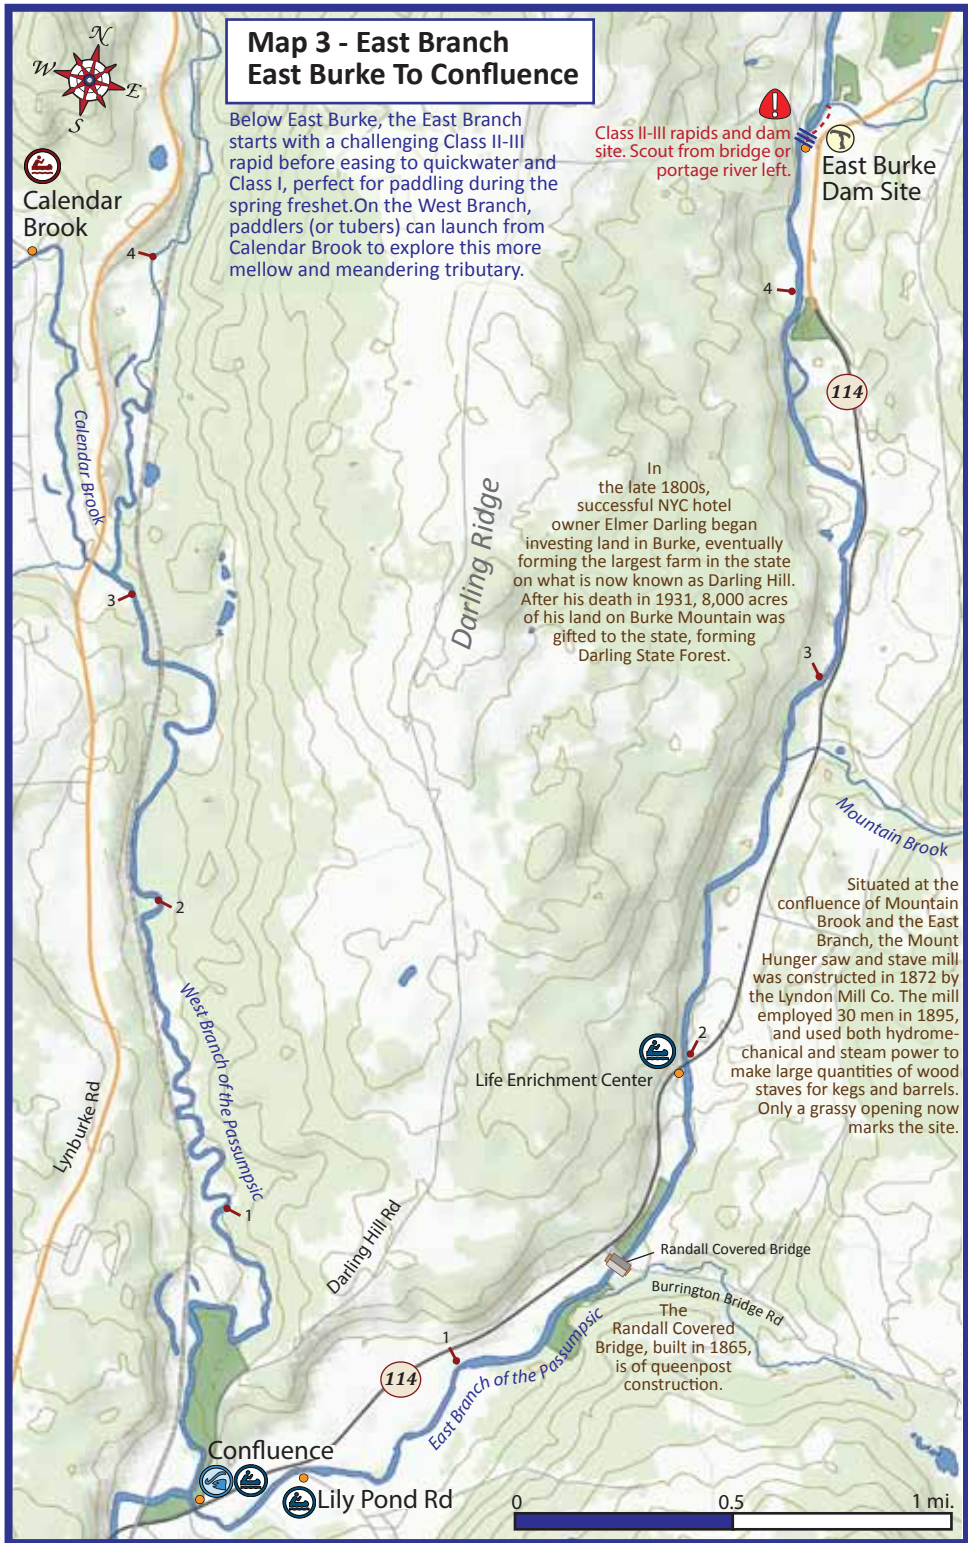 Map 3 - East Branch
East Burke To Confluence
N
W
E
S
Below East Burke, the East Branch
starts with a challenging Class II-III
rapid before easing to quickwater and
Class I, perfect for paddling during the
spring freshet.On the West Branch,
paddlers (or tubers) can launch from
Calendar Brook to explore this more
mellow and meandering tributary.
Class II-III rapids and dam
site. Scout from bridge or
portage river left.
East Burke
Dam Site
Calendar
Brook
4
4
114
Calendar Brook
Darling Ridge
In
the late 1800s,
successful NYC hotel
owner Elmer Darling began
investing land in Burke, eventually
forming the largest farm in the state
on what is now known as Darling Hill.
After his death in 1931, 8,000 acres
of his land on Burke Mountain was
gifted to the state, forming
Darling State Forest.
3
3
Mountain Brook
Situated at the
confluence of Mountain
Brook and the East
Branch, the Mount
Hunger saw and stave mill
was constructed in 1872 by
the Lyndon Mill Co. The mill
employed 30 men in 1895,
and used both hydrome-
chanical and steam power to
make large quantities of wood
staves for kegs and barrels.
Only a grassy opening now
marks the site.
2
West Branch of the Passumpsic
2
Life Enrichment Center
Lynburke Rd
1
Darling Hill Rd
Randall Covered Bridge
Burrington Bridge Rd
The
Randall Covered
Bridge, built in 1865,
is of queenpost
construction.
1
114
East Branch of the Passumpsic
Confluence
Lily Pond Rd
0
0.5
1 mi.